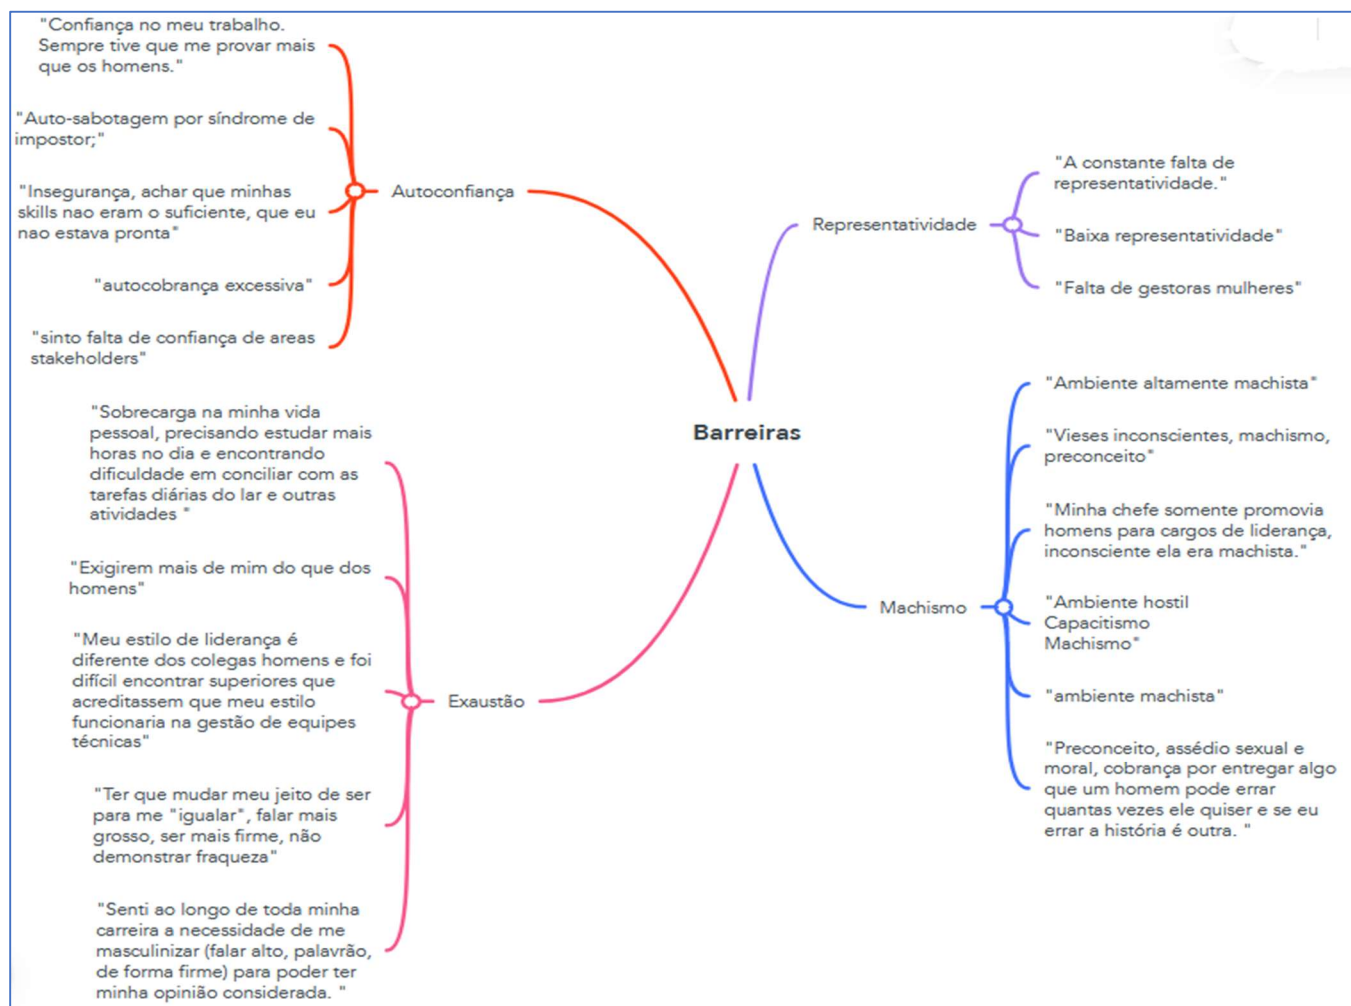 "Confiança no meu trabalho.
Sempre tive que me provar mais
que os homens."
"Auto-sabotagem por síndrome de
impostor;"
"Insegurança, achar que minhas
skills nao eram o suficiente, que eu
nao estava pronta"
"autocobrança excessiva"
"sinto falta de confiança de areas
stakeholders"
Autoconfiança
"Sobrecarga na minha vida
pessoal, precisando estudar mais
horas no dia e encontrando
dificuldade em conciliar com as
tarefas diárias do lar e outras
atividades "
"Exigirem mais de mim do que dos
homens"
"Meu estilo de liderança é
diferente dos colegas homens e foi
difícil encontrar superiores que
acreditassem que meu estilo
funcionaria na gestão de equipes
técnicas"
"Ter que mudar meu jeito de ser
para me "igualar", falar mais
grosso, ser mais firme, não
demonstrar fraqueza"
"Senti ao longo de toda minha
carreira a necessidade de me
masculinizar (falar alto, palavrão,
de forma firme) para poder ter
minha opinião considerada. "
Exaustão
Barreiras
Representatividade
"A constante falta de
representatividade."
"Baixa representatividade"
"Falta de gestoras mulheres"
Machismo
"Ambiente altamente machista"
"Vieses inconscientes, machismo,
preconceito"
"Minha chefe somente promovia
homens para cargos de liderança,
inconsciente ela era machista."
"Ambiente hostil
Capacitismo
Machismo"
"ambiente machista"
"Preconceito, assédio sexual e
moral, cobrança por entregar algo
que um homem pode errar
quantas vezes ele quiser e se eu
errar a história é outra. "